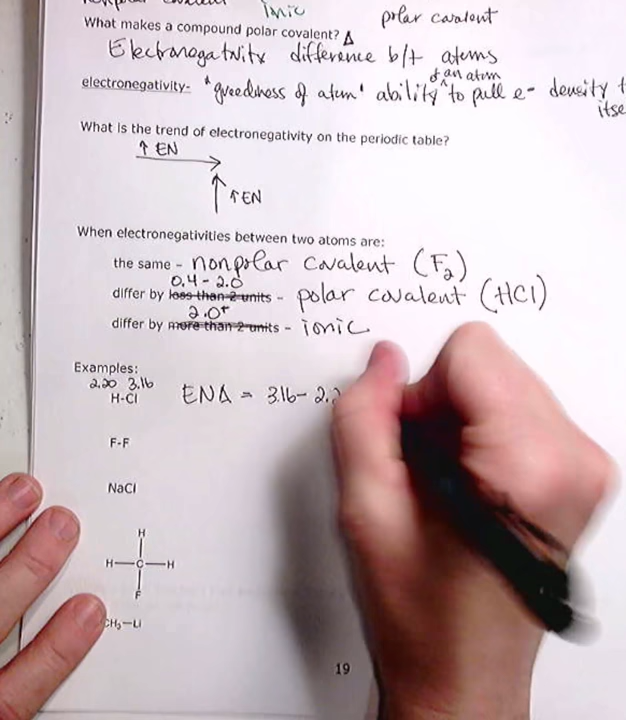 inic
polar covalent
What makes a compound polar covalent? Δ
Electronegativity difference b/t atoms
of an atom
electronegativity- "greediness of atom" ability ^ to pull e- density t
itse
What is the trend of electronegativity on the periodic table?
↑ EN
↑ EN
When electronegativities between two atoms are:
the same - nonpolar covalent (F₂)
0.4-2.0
differ by less than 2 units - polar covalent (HCl)
2.0+
differ by more than 2 units - ionic
Examples:
2.20 3.16
H-Cl ENΔ = 3.16- 2.2
F-F
NaCl
H
H-C-H
F
CH₃-Li
19